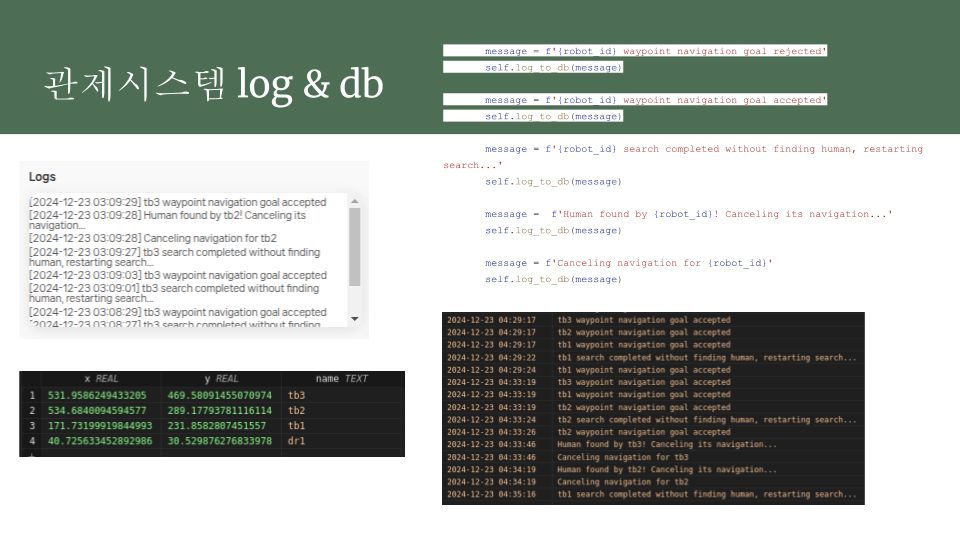 관제시스템 log & db
message = f'{robot_id} waypoint navigation goal rejected'
self.log_to_db(message)
message = f'{robot_id} waypoint navigation goal accepted'
self.log_to_db(message)
message = f'{robot_id} search completed without finding human, restarting
search...'
self.log_to_db(message)
message =  f'Human found by {robot_id}! Canceling its navigation...'
self.log_to_db(message)
message = f'Canceling navigation for {robot_id}'
self.log_to_db(message)
Logs
[2024-12-23 03:09:29] tb3 waypoint navigation goal accepted
[2024-12-23 03:09:28] Human found by tb2! Canceling its
navigation...
[2024-12-23 03:09:28] Canceling navigation for tb2
[2024-12-23 03:09:27] tb3 search completed without finding
human, restarting search...
[2024-12-23 03:09:03] tb3 waypoint navigation goal accepted
[2024-12-23 03:09:01] tb3 search completed without finding
human, restarting search...
[2024-12-23 03:08:29] tb3 waypoint navigation goal accepted
[2024-12-23 03:08:27] tb3 search completed without finding
x REAL y REAL name TEXT
1 531.9586249433205 469.58091455070974 tb3
2 534.6840094594577 289.17793781116114 tb2
3 171.73199919844993 231.8582807451557 tb1
4 40.725633452892986 30.529876276833978 dr1
2024-12-23 04:29:17 tb3 waypoint navigation goal accepted
2024-12-23 04:29:17 tb2 waypoint navigation goal accepted
2024-12-23 04:29:17 tb1 waypoint navigation goal accepted
2024-12-23 04:29:22 tb1 search completed without finding human, restarting search...
2024-12-23 04:29:24 tb1 waypoint navigation goal accepted
2024-12-23 04:33:19 tb3 waypoint navigation goal accepted
2024-12-23 04:33:19 tb1 waypoint navigation goal accepted
2024-12-23 04:33:19 tb2 waypoint navigation goal accepted
2024-12-23 04:33:24 tb2 search completed without finding human, restarting search...
2024-12-23 04:33:26 tb2 waypoint navigation goal accepted
2024-12-23 04:33:46 Human found by tb3! Canceling its navigation...
2024-12-23 04:33:46 Canceling navigation for tb3
2024-12-23 04:34:19 Human found by tb2! Canceling its navigation...
2024-12-23 04:34:19 Canceling navigation for tb2
2024-12-23 04:35:16 tb1 search completed without finding human, restarting search...